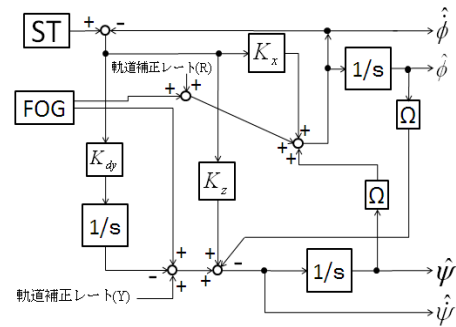 ST
+
-
φ̂̇
K_x
1/s
φ̂
軌道補正レート(R)
+
+
FOG
+
Ω
+
+
+
K_dy
K_z
Ω
1/s
+
+
-
1/s
ψ̂
-
+
+
+
軌道補正レート(Y)
ψ̂̇